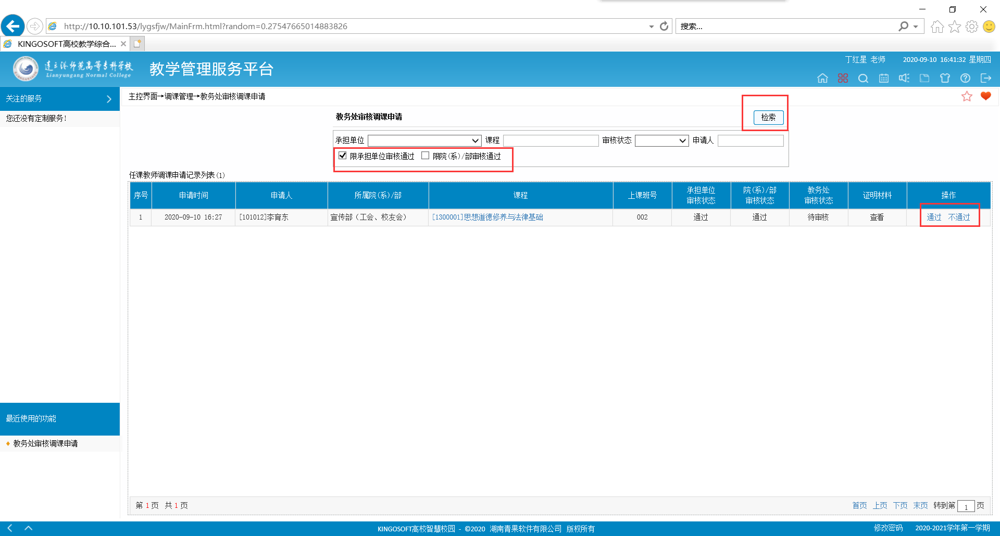 http://10.10.101.53/lygsfjw/MainFrm.html?random=0.27547665014883826
搜索...
KINGOSOFT高校教学综合...
连云港师范高等专科学校
Lianyungang Normal College
教学管理服务平台
丁红星 老师 2020-09-10 16:41:32 星期四
关注的服务
您还没有定制服务!
主控界面→调课管理→教务处审核调课申请
教务处审核调课申请
检索
承担单位 课程 审核状态 申请人
限承担单位审核通过 限院(系)/部审核通过
任课教师调课申请记录列表(1)
序号 申请时间 申请人 所属院(系)/部 课程 上课班号 承担单位 审核状态 院(系)/部 审核状态 教务处 审核状态 证明材料 操作
1 2020-09-10 16:27 [101012]李育东 宣传部（工会、校友会） [1300001]思想道德修养与法律基础 002 通过 通过 待审核 查看 通过 不通过
最近使用的功能
教务处审核调课申请
第 1 页 共 1 页
首页 上页 下页 末页 转到第 1 页
KINGOSOFT高校智慧校园 - ©2020 湖南青果软件有限公司 版权所有
修改密码 2020-2021学年第一学期